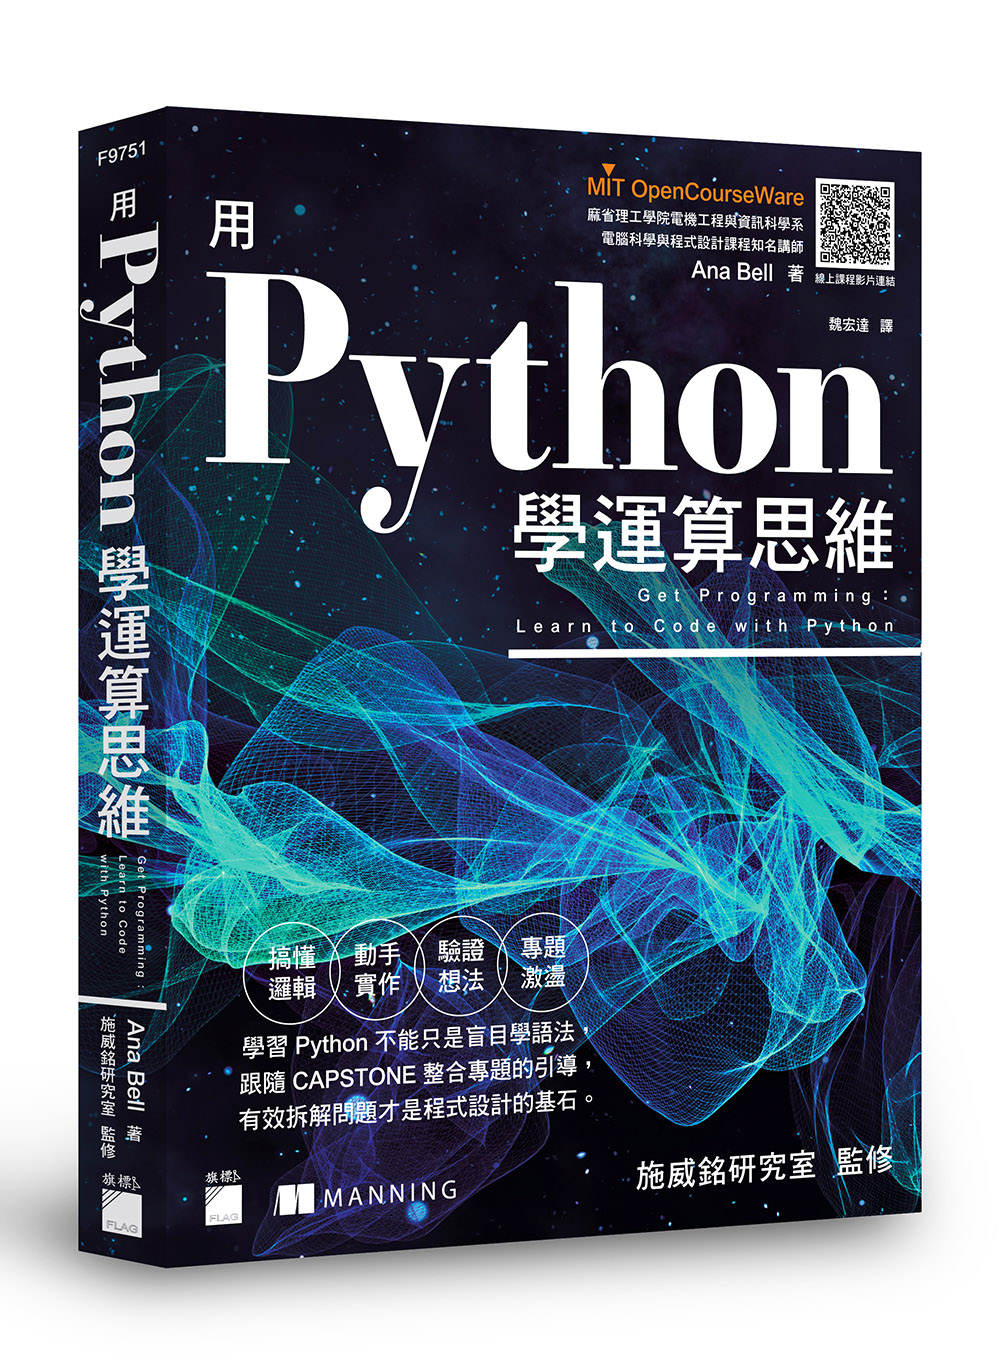 F9751
用
Python
學運算思維
Get Programming:
Learn to Code
with Python
Ana Bell 著
施威銘研究室 監修
旗標
FLAG
MIT OpenCourseWare
麻省理工學院電機工程與資訊科學系
電腦科學與程式設計課程知名講師
Ana Bell 著
線上課程影片連結
魏宏達 譯
用
Python
學運算思維
Get Programming:
Learn to Code with Python
搞懂
邏輯
動手
實作
驗證
想法
專題
激盪
學習 Python 不能只是盲目學語法,
跟隨 CAPSTONE 整合專題的引導,
有效拆解問題才是程式設計的基石。
施威銘研究室 監修
旗標
FLAG
MANNING